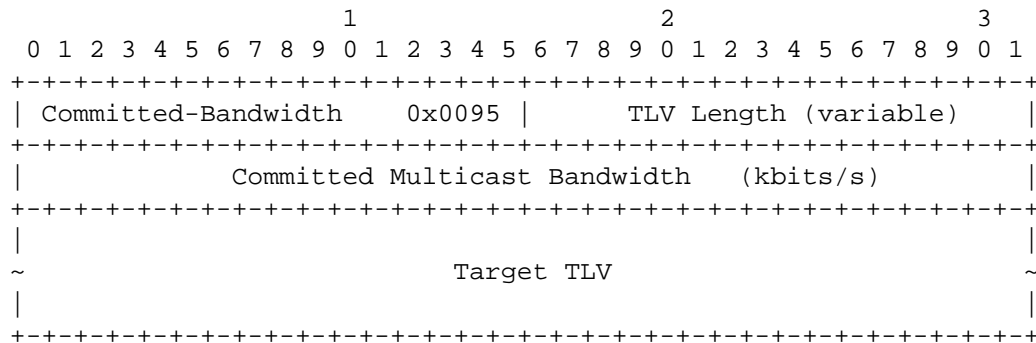 1                   2                   3
 0 1 2 3 4 5 6 7 8 9 0 1 2 3 4 5 6 7 8 9 0 1 2 3 4 5 6 7 8 9 0 1
+-+-+-+-+-+-+-+-+-+-+-+-+-+-+-+-+-+-+-+-+-+-+-+-+-+-+-+-+-+-+-+-+
| Committed-Bandwidth    0x0095 |      TLV Length (variable)    |
+-+-+-+-+-+-+-+-+-+-+-+-+-+-+-+-+-+-+-+-+-+-+-+-+-+-+-+-+-+-+-+-+
|             Committed Multicast Bandwidth   (kbits/s)         |
+-+-+-+-+-+-+-+-+-+-+-+-+-+-+-+-+-+-+-+-+-+-+-+-+-+-+-+-+-+-+-+-+
|                                                               |
~                           Target TLV                          ~
|                                                               |
+-+-+-+-+-+-+-+-+-+-+-+-+-+-+-+-+-+-+-+-+-+-+-+-+-+-+-+-+-+-+-+-+